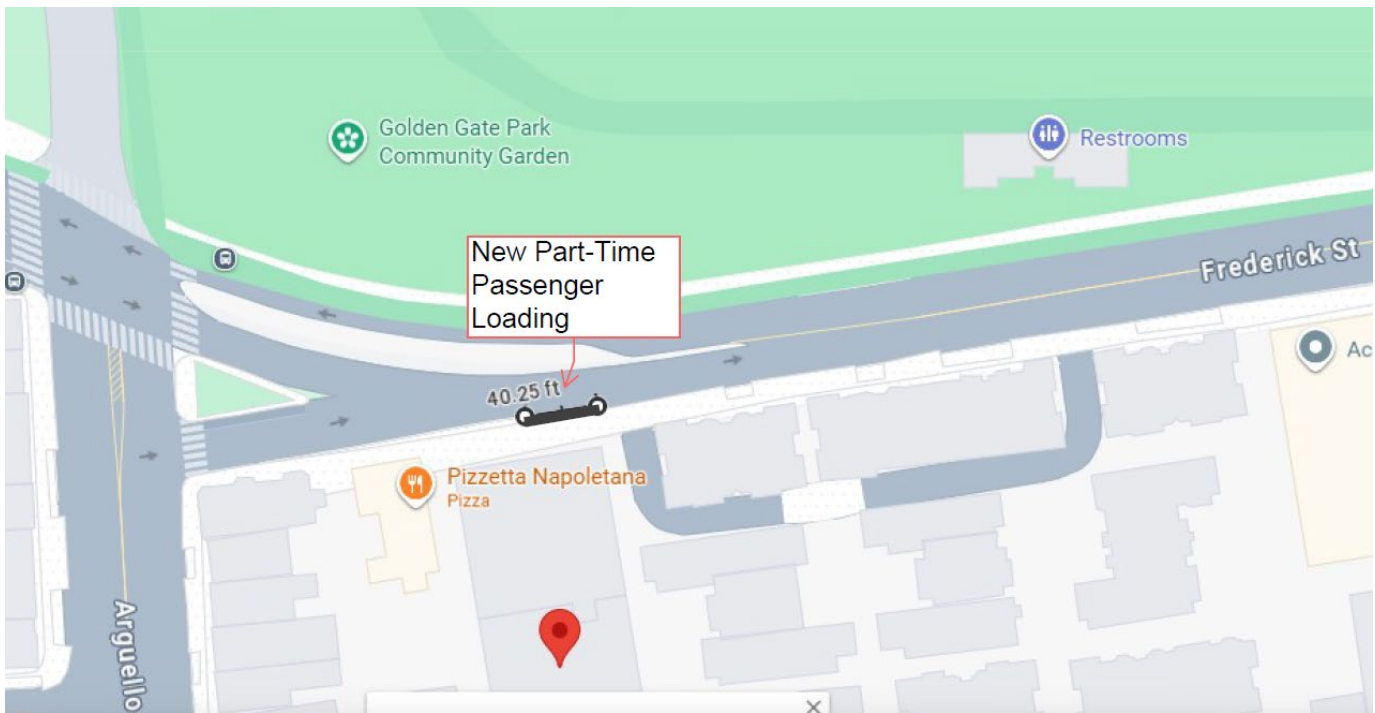 Golden Gate Park
Community Garden
Restrooms
New Part-Time
Passenger
Loading
Frederick St
40.25 ft
Ac
Pizzetta Napoletana
Pizza
Arguello